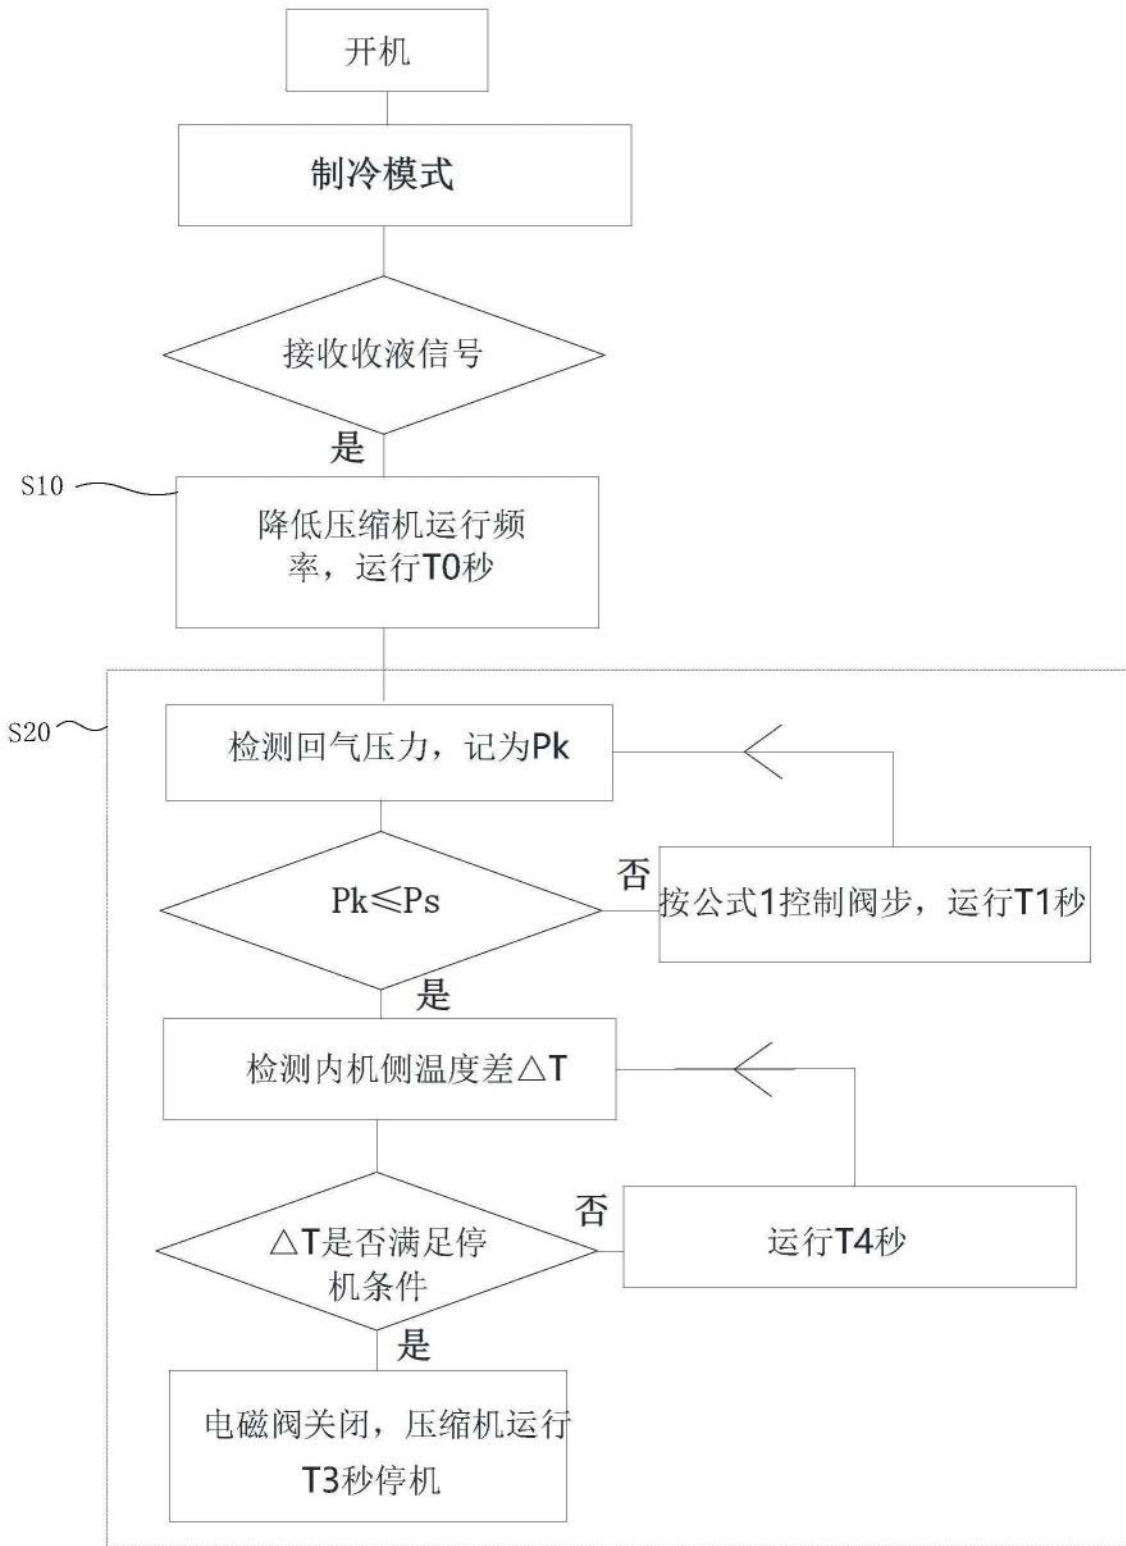 开机
制冷模式
接收收液信号
是
S10
降低压缩机运行频
率，运行T0秒
S20
检测回气压力，记为Pk
Pk≤Ps
否
按公式1控制阀步，运行T1秒
是
检测内机侧温度差△T
△T是否满足停
机条件
否
运行T4秒
是
电磁阀关闭，压缩机运行
T3秒停机